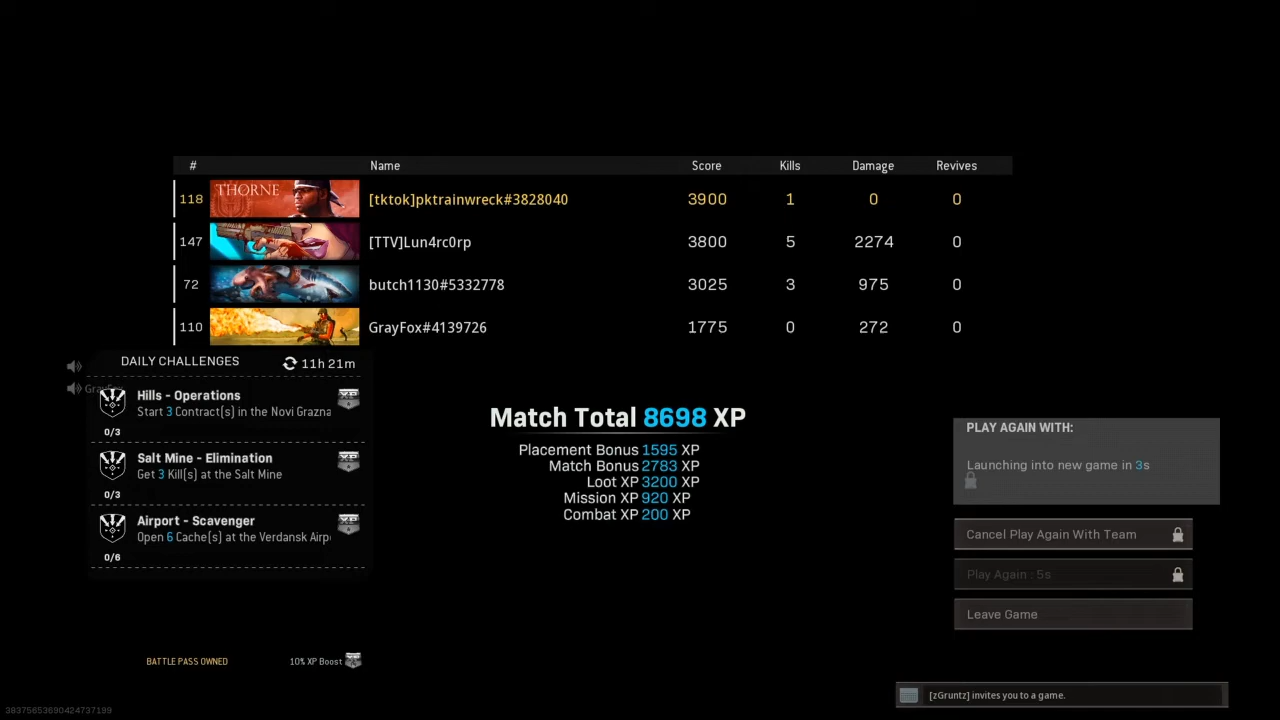 # Name Score Kills Damage Revives
118 THORNE [tktok]pktrainwreck#3828040 3900 1 0 0
147 [TTV]Lun4rc0rp 3800 5 2274 0
72 butch1130#5332778 3025 3 975 0
110 GrayFox#4139726 1775 0 272 0
DAILY CHALLENGES 11h 21m
Hills - Operations
Start 3 Contract(s) in the Novi Grazna
0/3
Salt Mine - Elimination
Get 3 Kill(s) at the Salt Mine
0/3
Airport - Scavenger
Open 6 Cache(s) at the Verdansk Airpo
0/6
BATTLE PASS OWNED 10% XP Boost
Match Total 8698 XP
Placement Bonus 1595 XP
Match Bonus 2783 XP
Loot XP 3200 XP
Mission XP 920 XP
Combat XP 200 XP
PLAY AGAIN WITH:
Launching into new game in 3s
Cancel Play Again With Team
Play Again : 5s
Leave Game
[zGruntz] invites you to a game.
38375653690424737199